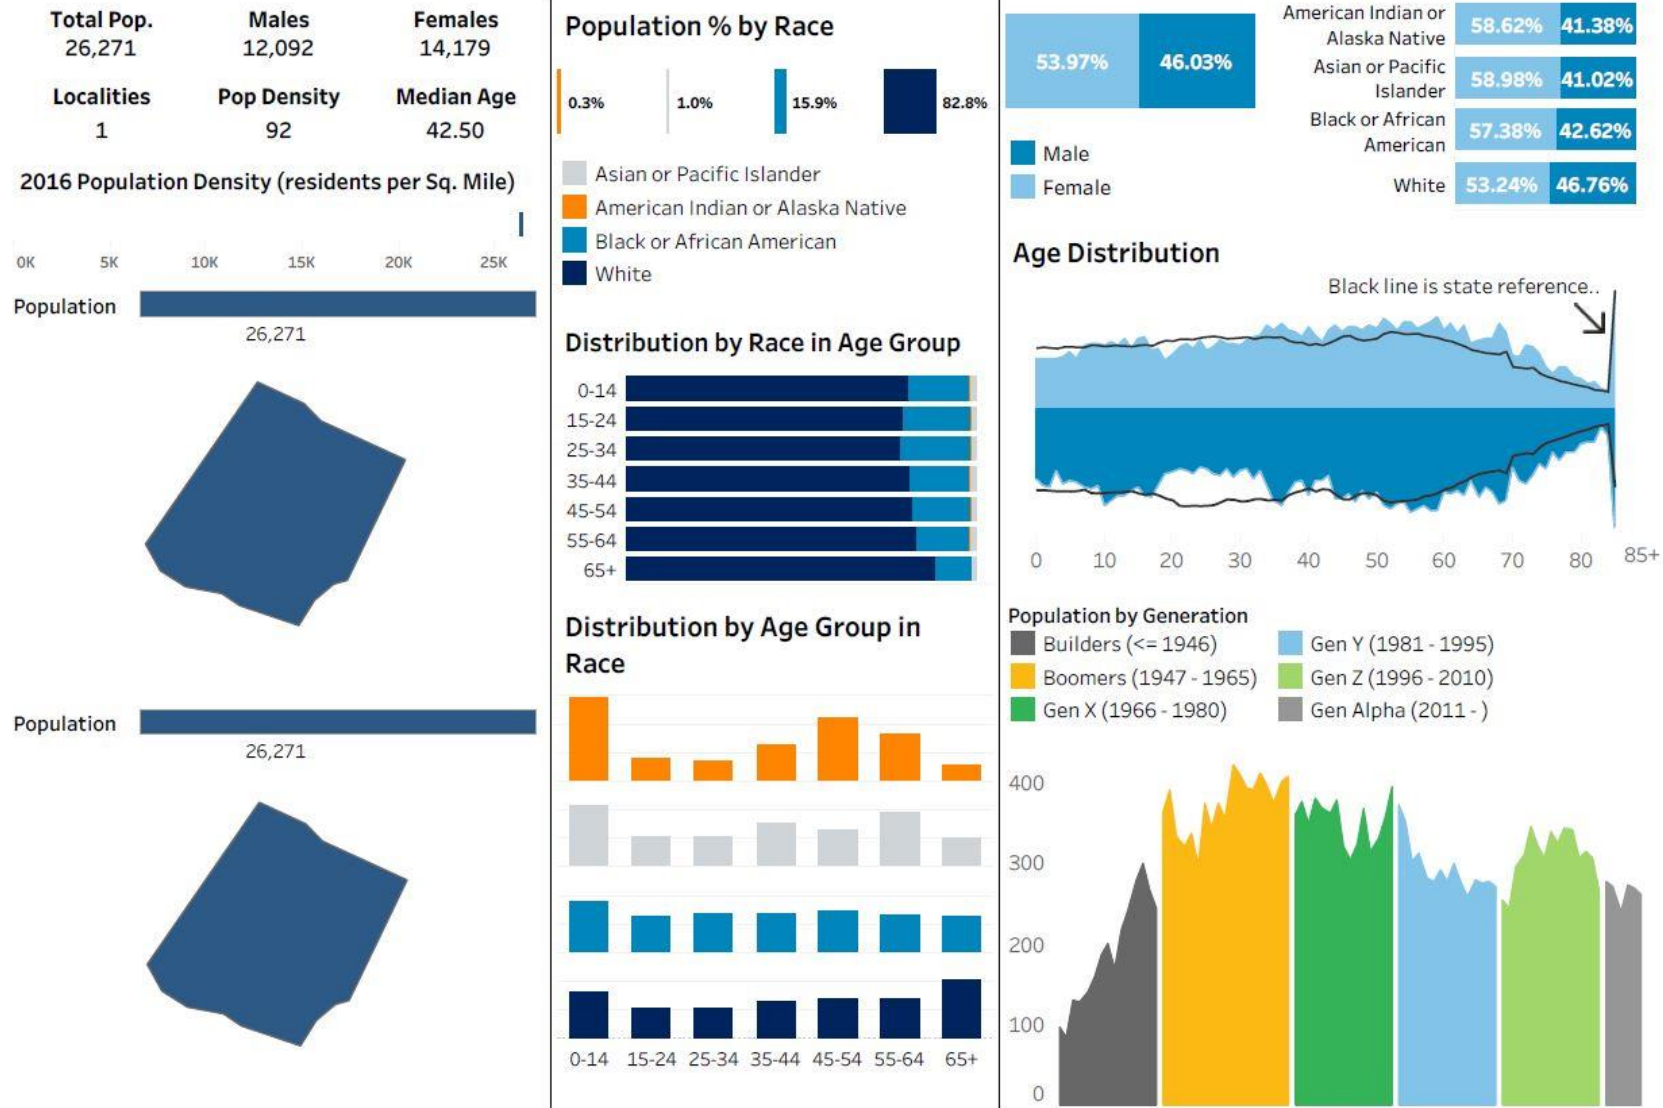 Total Pop. Males Females
26,271 12,092 14,179
Localities Pop Density Median Age
1 92 42.50
2016 Population Density (residents per Sq. Mile)
0K 5K 10K 15K 20K 25K
Population
26,271
Population
26,271
Population % by Race
0.3% 1.0% 15.9% 82.8%
Asian or Pacific Islander
American Indian or Alaska Native
Black or African American
White
Distribution by Race in Age Group
0-14
15-24
25-34
35-44
45-54
55-64
65+
Distribution by Age Group in
Race
0-14 15-24 25-34 35-44 45-54 55-64 65+
53.97% 46.03%
Male
Female
American Indian or
Alaska Native
58.62% 41.38%
Asian or Pacific
Islander
58.98% 41.02%
Black or African
American
57.38% 42.62%
White 53.24% 46.76%
Age Distribution
Black line is state reference..
0 10 20 30 40 50 60 70 80 85+
Population by Generation
Builders (<= 1946) Gen Y (1981 - 1995)
Boomers (1947 - 1965) Gen Z (1996 - 2010)
Gen X (1966 - 1980) Gen Alpha (2011 - )
400
300
200
100
0